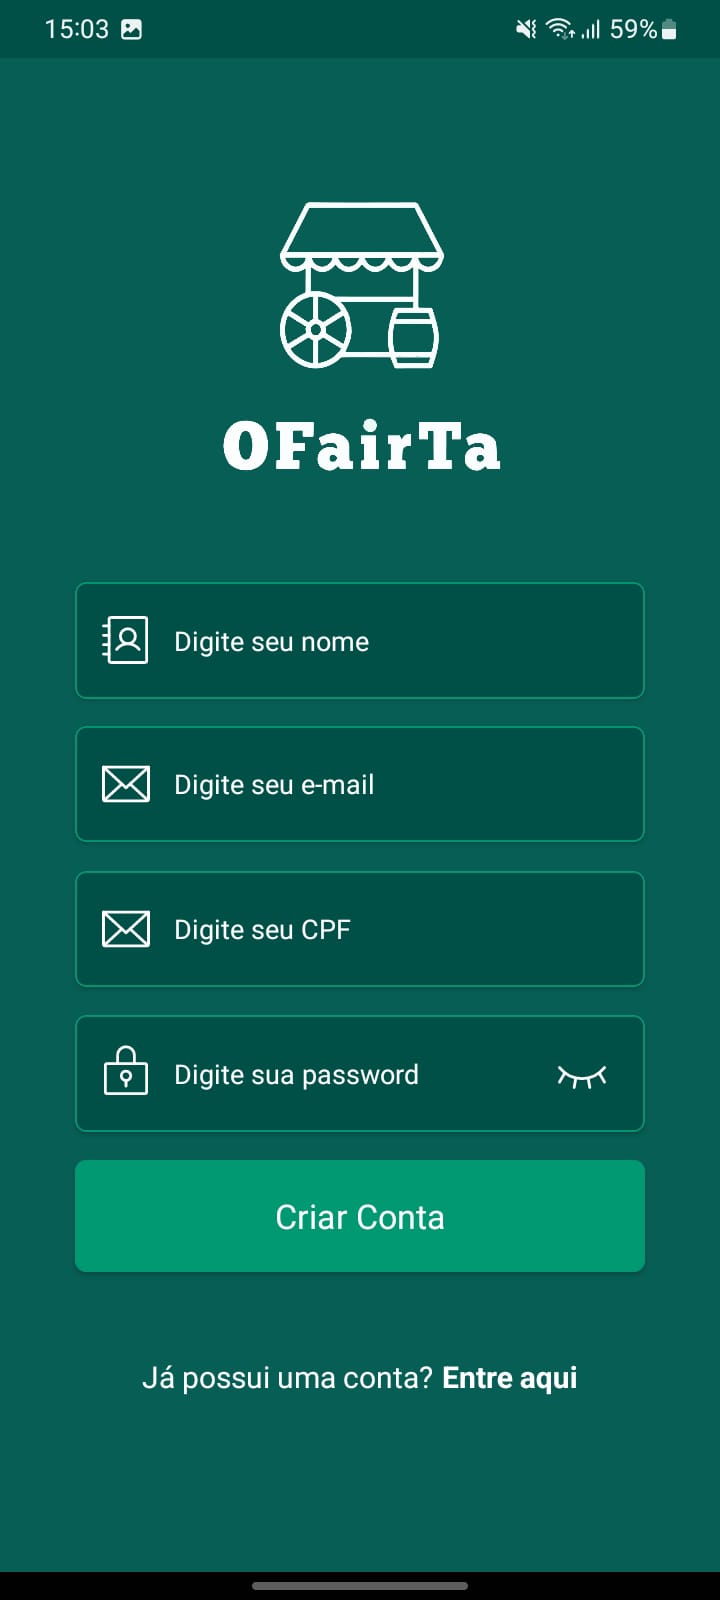 15:03
59%
OFairTa
Digite seu nome
Digite seu e-mail
Digite seu CPF
Digite sua password
Criar Conta
Já possui uma conta? Entre aqui